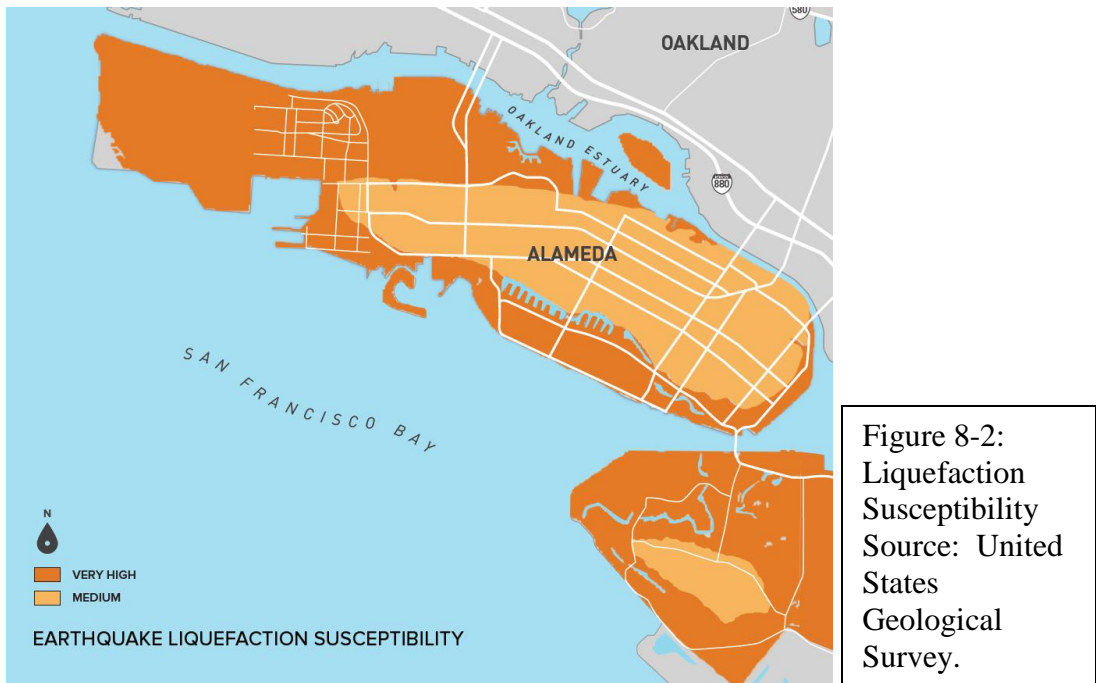 580
OAKLAND
OAKLAND ESTUARY
880
ALAMEDA
SAN FRANCISCO BAY
N
VERY HIGH
MEDIUM
EARTHQUAKE LIQUEFACTION SUSCEPTIBILITY
Figure 8-2:
Liquefaction
Susceptibility
Source: United
States
Geological
Survey.